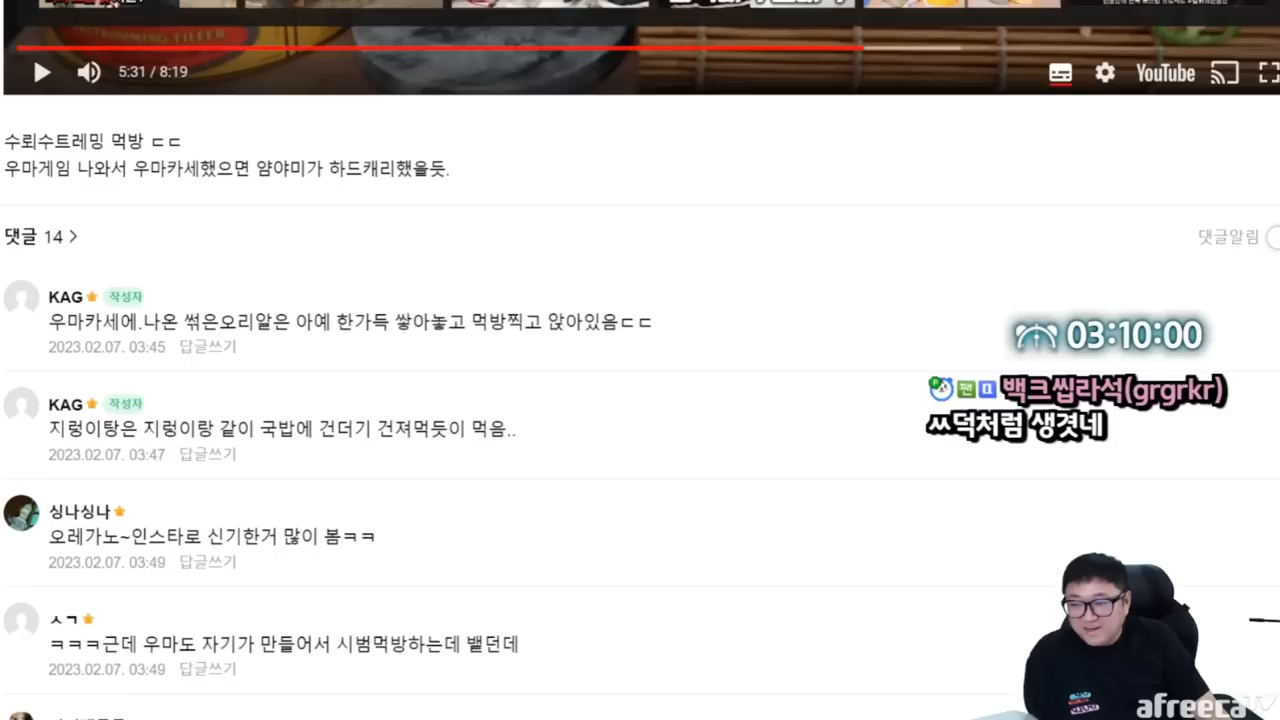 5:31 / 8:19
YouTube
수뢰수트레밍 먹방 ㄷㄷ
우마게임 나와서 우마카세했으면 얌야미가 하드캐리했을듯.
댓글 14 >
댓글알림
KAG 작성자
우마카세에.나온 썪은오리알은 아예 한가득 쌓아놓고 먹방찍고 앉아있음ㄷㄷ
2023.02.07. 03:45 답글쓰기
03:10:00
KAG 작성자
지렁이탕은 지렁이랑 같이 국밥에 건더기 건져먹듯이 먹음..
2023.02.07. 03:47 답글쓰기
팬 백크씹라석(grgrkr)
ㅆ덕처럼 생겻네
싱나싱나
오레가노~인스타로 신기한거 많이 봄ㅋㅋ
2023.02.07. 03:49 답글쓰기
ㅅㄱ
ㅋㅋㅋ근데 우마도 자기가 만들어서 시범먹방하는데 뱉던데
2023.02.07. 03:49 답글쓰기
afreecaTV